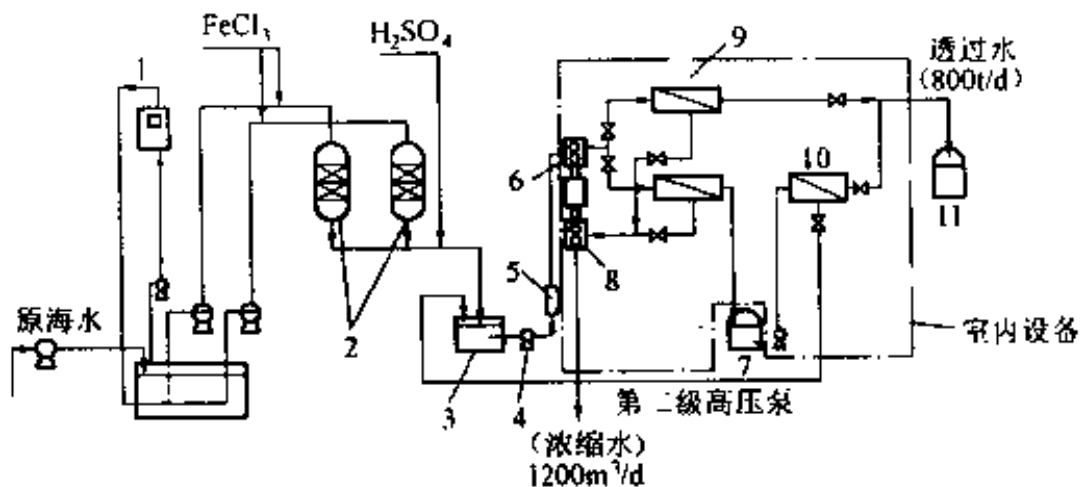 FeCl₃
H₂SO₄
1
9
透过水
(800t/d)
6
10
11
5
8
原海水
2
室内设备
3
4
7
第二级高压泵
(浓缩水)
1200m³/d